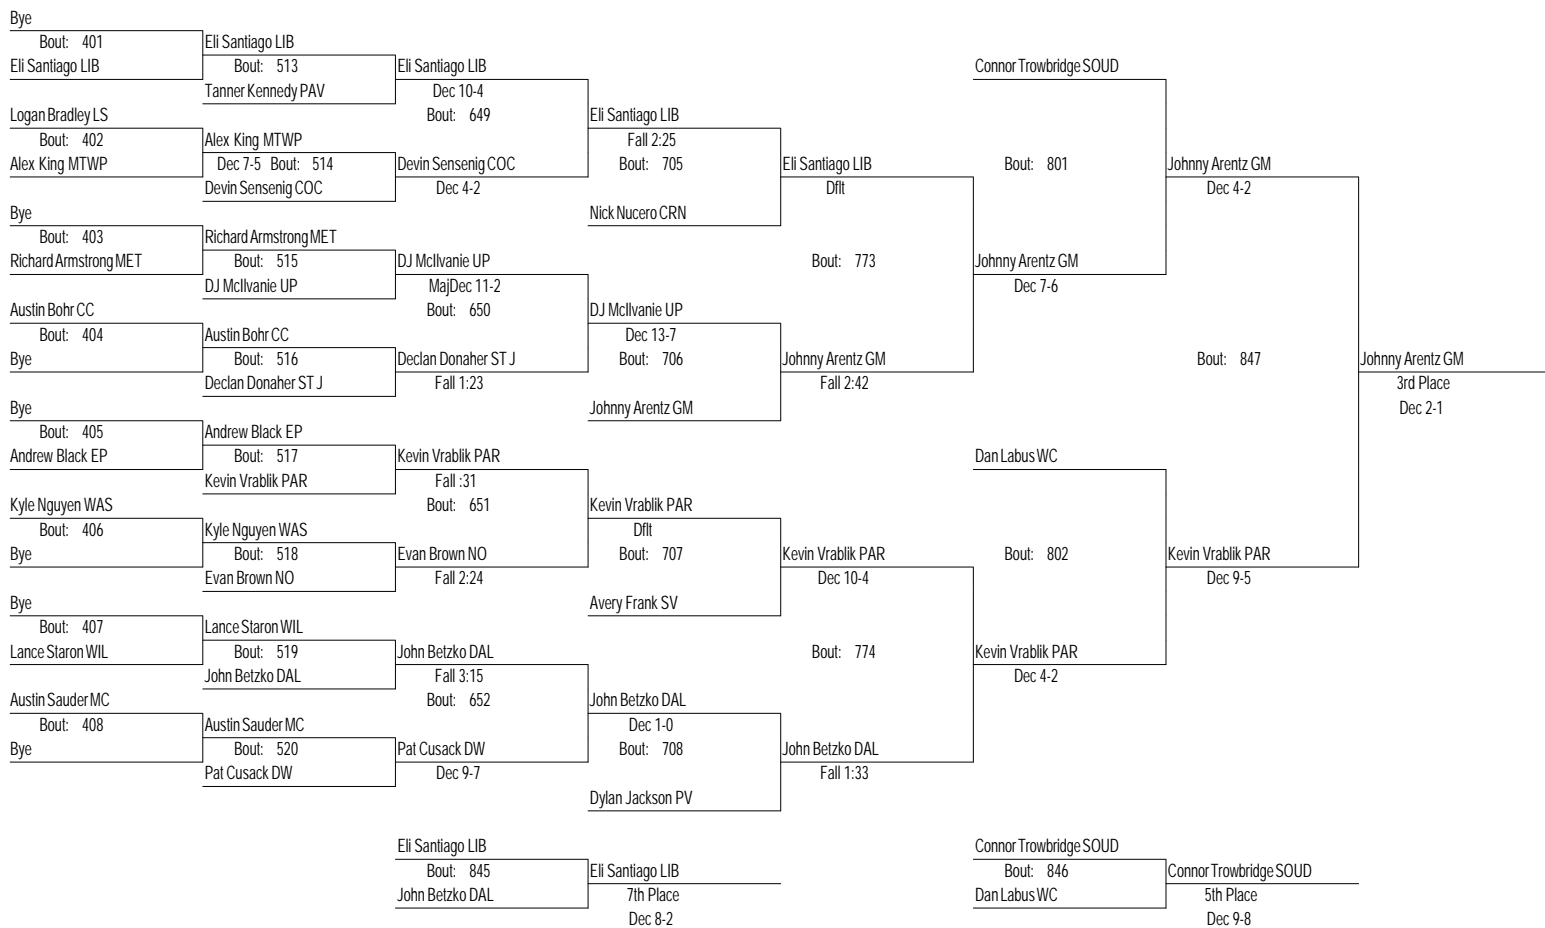 Bye
Bout: 401
Eli Santiago LIB
Logan Bradley LS
Bout: 402
Alex King MTWP
Bye
Bout: 403
Richard Armstrong MET
Austin Bohr CC
Bout: 404
Bye
Bye
Bout: 405
Andrew Black EP
Kyle Nguyen WAS
Bout: 406
Bye
Bye
Bout: 407
Lance Staron WIL
Austin Sauder MC
Bout: 408
Bye
Eli Santiago LIB
Bout: 513
Tanner Kennedy PAV
Alex King MTWP
Dec 7-5 Bout: 514
Devin Sensenig COC
Richard Armstrong MET
Bout: 515
DJ McIlvanie UP
Austin Bohr CC
Bout: 516
Declan Donaher ST J
Andrew Black EP
Bout: 517
Kevin Vrablik PAR
Kyle Nguyen WAS
Bout: 518
Evan Brown NO
Lance Staron WIL
Bout: 519
John Betzko DAL
Austin Sauder MC
Bout: 520
Pat Cusack DW
Eli Santiago LIB
Dec 10-4
Bout: 649
Devin Sensenig COC
Dec 4-2
DJ McIlvanie UP
MajDec 11-2
Bout: 650
Declan Donaher ST J
Fall 1:23
Kevin Vrablik PAR
Fall :31
Bout: 651
Evan Brown NO
Fall 2:24
John Betzko DAL
Fall 3:15
Bout: 652
Pat Cusack DW
Dec 9-7
Eli Santiago LIB
Fall 2:25
Bout: 705
Nick Nucero CRN
DJ McIlvanie UP
Dec 13-7
Bout: 706
Johnny Arentz GM
Kevin Vrablik PAR
Dflt
Bout: 707
Avery Frank SV
John Betzko DAL
Dec 1-0
Bout: 708
Dylan Jackson PV
Eli Santiago LIB
Dflt
Bout: 773
Johnny Arentz GM
Fall 2:42
Kevin Vrablik PAR
Dec 10-4
Bout: 774
John Betzko DAL
Fall 1:33
Connor Trowbridge SOUD
Bout: 801
Johnny Arentz GM
Dec 7-6
Dan Labus WC
Bout: 802
Kevin Vrablik PAR
Dec 4-2
Johnny Arentz GM
Dec 4-2
Bout: 847
Kevin Vrablik PAR
Dec 9-5
Johnny Arentz GM
3rd Place
Dec 2-1
Eli Santiago LIB
Bout: 845
John Betzko DAL
Eli Santiago LIB
7th Place
Dec 8-2
Connor Trowbridge SOUD
Bout: 846
Dan Labus WC
Connor Trowbridge SOUD
5th Place
Dec 9-8